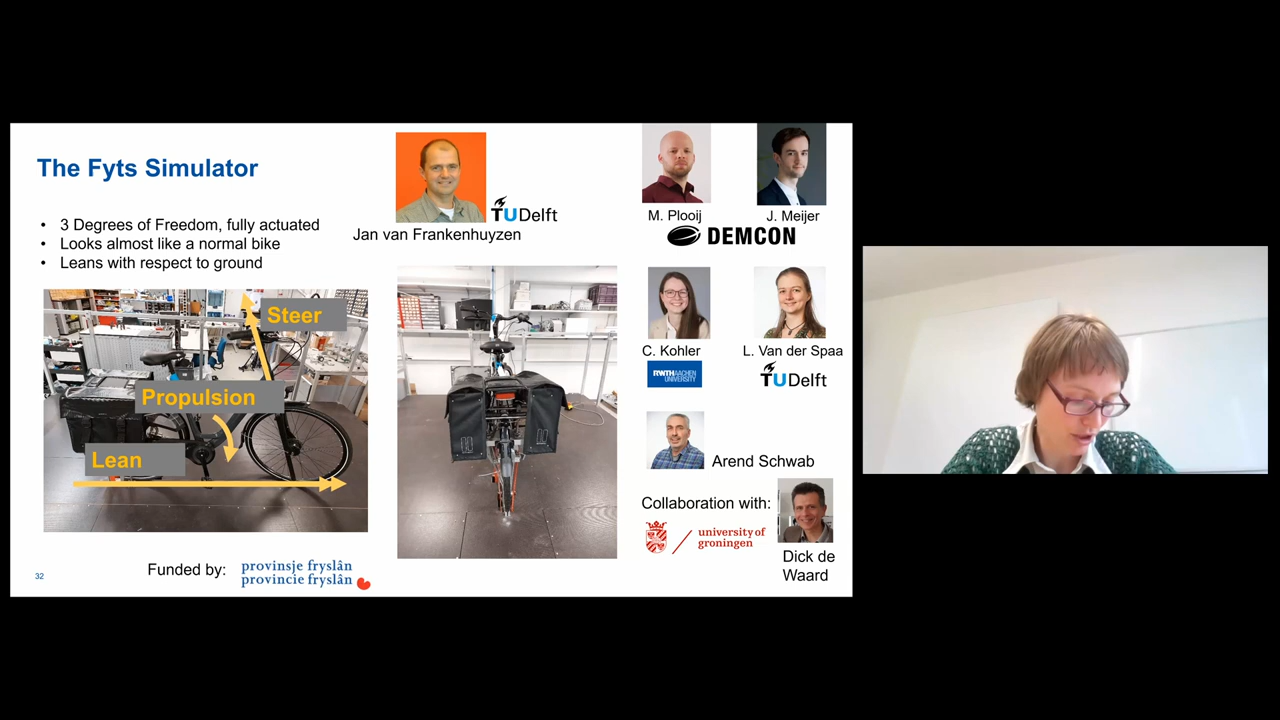 The Fyts Simulator
• 3 Degrees of Freedom, fully actuated
• Looks almost like a normal bike
• Leans with respect to ground
Steer
Propulsion
Lean
Funded by:
provinsje fryslân
provincie fryslân
32
TUDelft
Jan van Frankenhuyzen
M. Plooij
J. Meijer
DEMCON
C. Kohler
L. Van der Spaa
RWTHAACHEN
UNIVERSITY
TUDelft
Arend Schwab
Collaboration with:
university of
groningen
Dick de
Waard